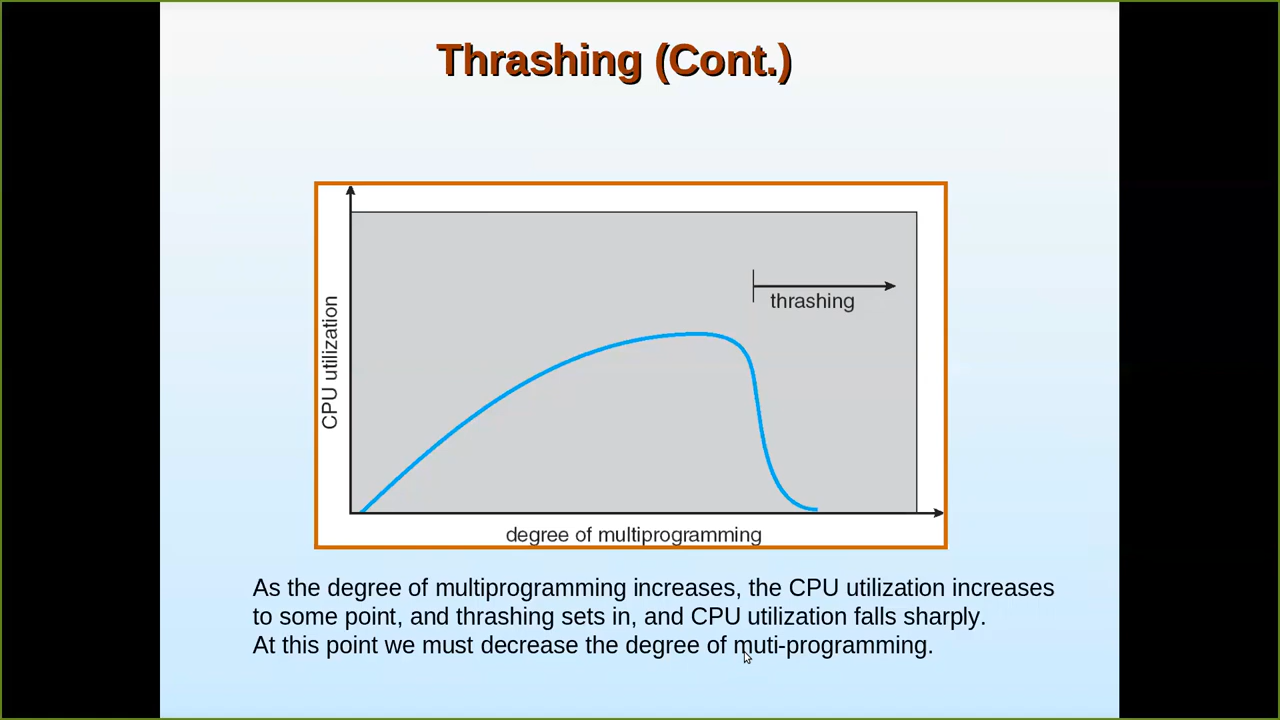 Thrashing (Cont.)
thrashing
CPU utilization
degree of multiprogramming
As the degree of multiprogramming increases, the CPU utilization increases
to some point, and thrashing sets in, and CPU utilization falls sharply.
At this point we must decrease the degree of muti-programming.